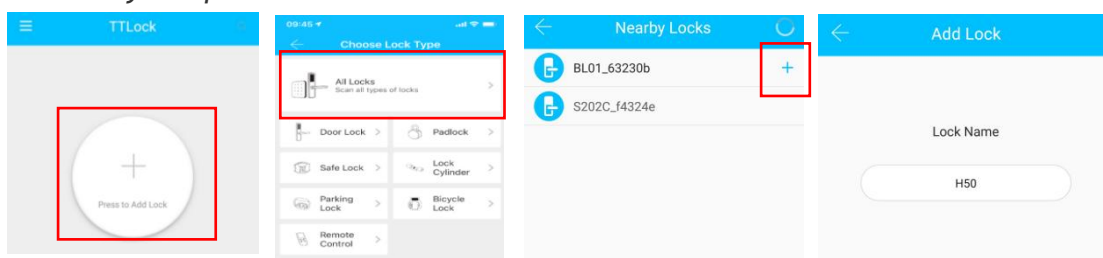 TTLock
Press to Add Lock
09:45
Choose Lock Type
All Locks
Scan all types of locks
Door Lock
Padlock
Safe Lock
Lock
Cylinder
Parking
Lock
Bicycle
Lock
Remote
Control
Nearby Locks
BL01_63230b
S202C_f4324e
Add Lock
Lock Name
H50